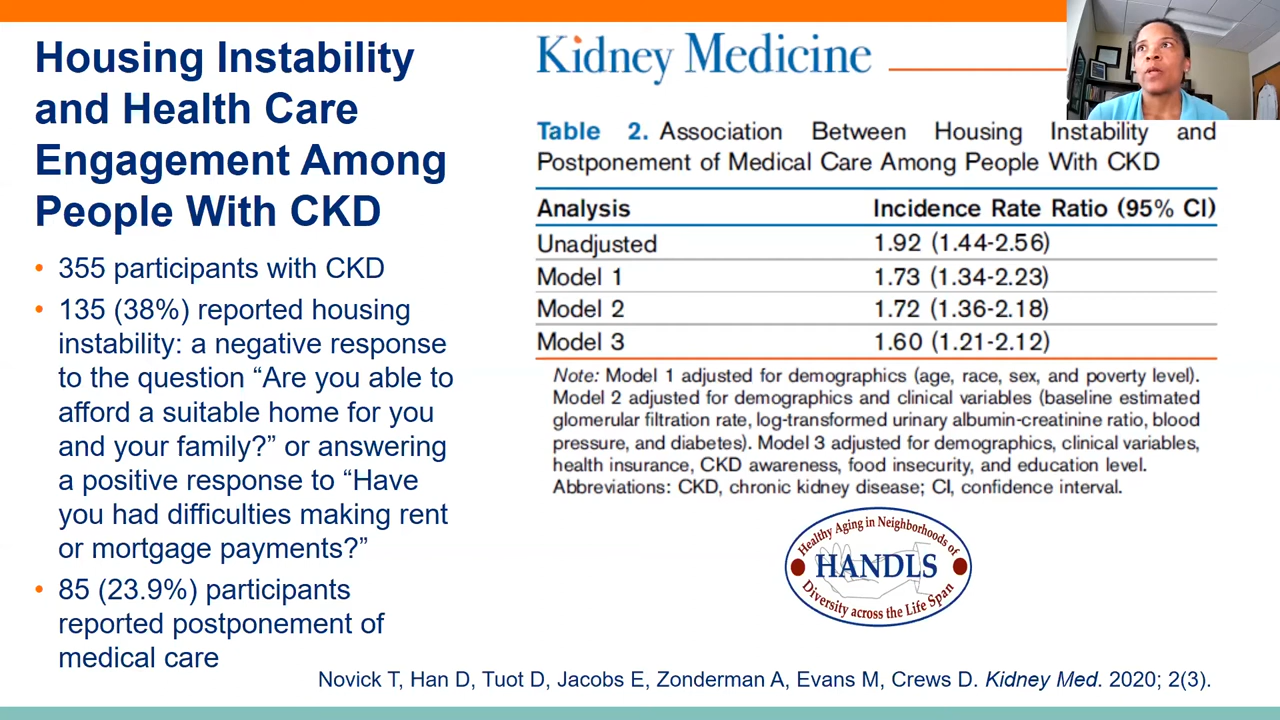 Housing Instability
and Health Care
Engagement Among
People With CKD
• 355 participants with CKD
• 135 (38%) reported housing
instability: a negative response
to the question “Are you able to
afford a suitable home for you
and your family?” or answering
a positive response to “Have
you had difficulties making rent
or mortgage payments?”
• 85 (23.9%) participants
reported postponement of
medical care
Kidney Medicine
Table 2. Association Between Housing Instability and
Postponement of Medical Care Among People With CKD
Analysis Incidence Rate Ratio (95% CI)
Unadjusted 1.92 (1.44-2.56)
Model 1 1.73 (1.34-2.23)
Model 2 1.72 (1.36-2.18)
Model 3 1.60 (1.21-2.12)
Note: Model 1 adjusted for demographics (age, race, sex, and poverty level).
Model 2 adjusted for demographics and clinical variables (baseline estimated
glomerular filtration rate, log-transformed urinary albumin-creatinine ratio, blood
pressure, and diabetes). Model 3 adjusted for demographics, clinical variables,
health insurance, CKD awareness, food insecurity, and education level.
Abbreviations: CKD, chronic kidney disease; CI, confidence interval.
Healthy Aging in Neighborhoods of
HANDLS
Diversity across the Life Span
Novick T, Han D, Tuot D, Jacobs E, Zonderman A, Evans M, Crews D. Kidney Med. 2020; 2(3).